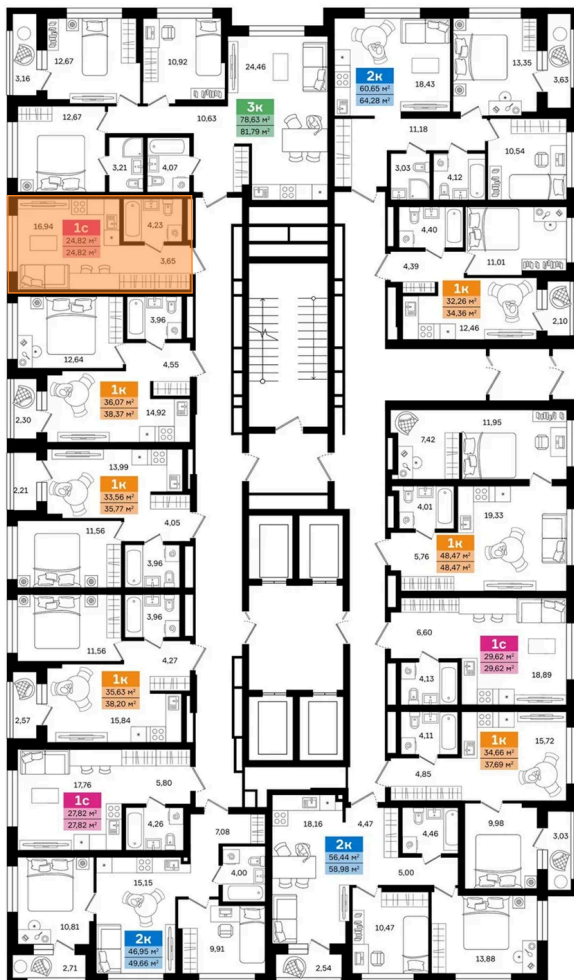 3,16
12,67
10,92
24,46
3к
78,63 м²
81,79 м²
2к
60,65 м²
64,28 м²
18,43
13,35
3,63
12,67
10,63
3,21
4,07
11,18
3,03
4,12
10,54
16,94
1с
24,82 м²
24,82 м²
4,23
3,65
4,40
4,39
11,01
1к
32,26 м²
34,36 м²
12,46
2,10
3,96
12,64
4,55
1к
36,07 м²
38,37 м²
14,92
2,30
7,42
11,95
13,99
2,21
1к
33,56 м²
35,77 м²
4,05
11,56
3,96
4,01
19,33
5,76
1к
48,47 м²
48,47 м²
3,96
11,56
4,27
1к
35,63 м²
38,20 м²
2,57
15,84
6,60
1с
29,62 м²
29,62 м²
4,13
18,89
4,11
1к
34,66 м²
37,69 м²
15,72
4,85
17,76
5,80
1с
27,82 м²
27,82 м²
4,26
7,08
4,00
18,16
4,47
2к
56,44 м²
58,98 м²
4,46
5,00
9,98
3,03
15,15
10,81
2к
46,95 м²
49,66 м²
2,71
9,91
10,47
2,54
13,88